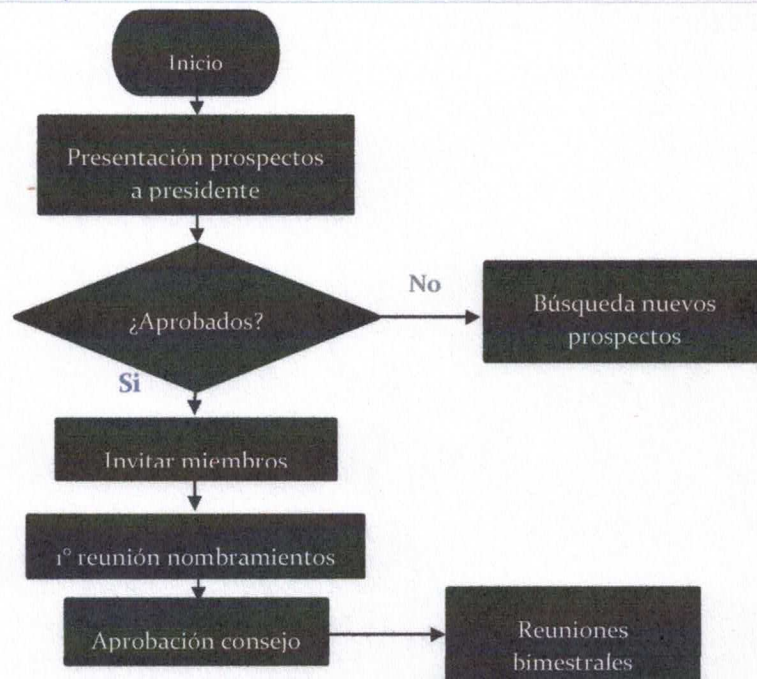 Inicio
Presentación prospectos
a presidente
¿Aprobados?
No
Búsqueda nuevos
prospectos
Si
Invitar miembros
1° reunión nombramientos
Aprobación consejo
Reuniones
bimestrales